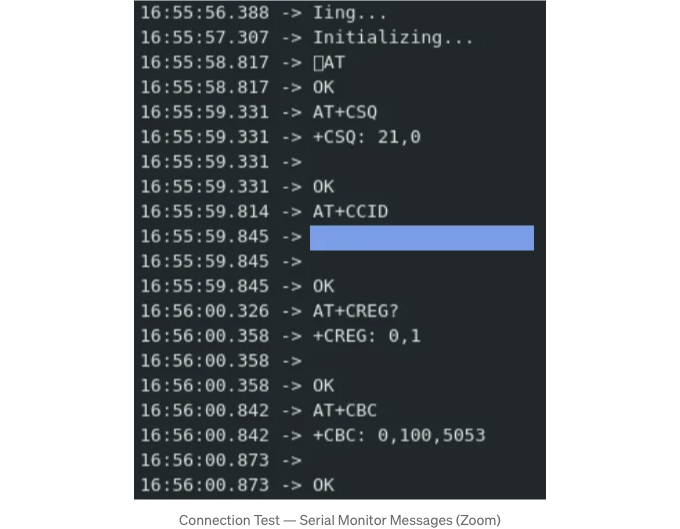 16:55:56.388 -> Iing...
16:55:57.307 -> Initializing...
16:55:58.817 -> AT
16:55:58.817 -> OK
16:55:59.331 -> AT+CSQ
16:55:59.331 -> +CSQ: 21,0
16:55:59.331 ->
16:55:59.331 -> OK
16:55:59.814 -> AT+CCID
16:55:59.845 ->
16:55:59.845 ->
16:55:59.845 -> OK
16:56:00.326 -> AT+CREG?
16:56:00.358 -> +CREG: 0,1
16:56:00.358 ->
16:56:00.358 -> OK
16:56:00.842 -> AT+CBC
16:56:00.842 -> +CBC: 0,100,5053
16:56:00.873 ->
16:56:00.873 -> OK
Connection Test — Serial Monitor Messages (Zoom)